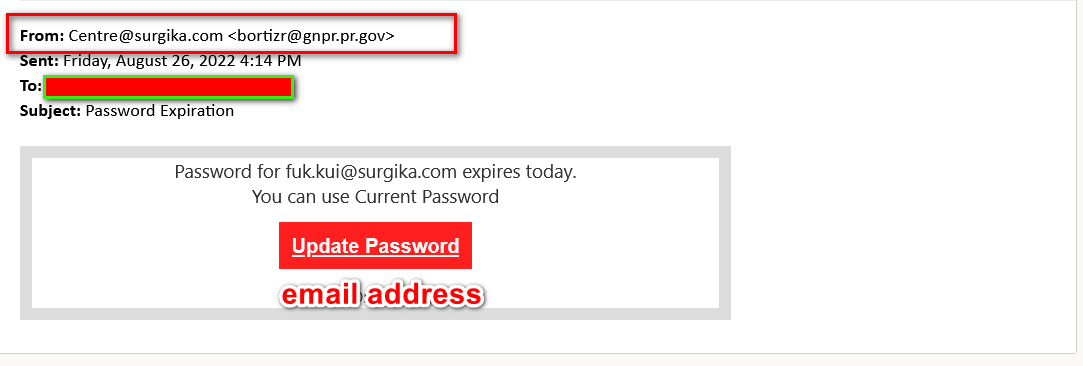 From: Centre@surgika.com <bortizr@gnpr.pr.gov>
Sent: Friday, August 26, 2022 4:14 PM
To:
Subject: Password Expiration
Password for fuk.kui@surgika.com expires today.
You can use Current Password
Update Password
email address